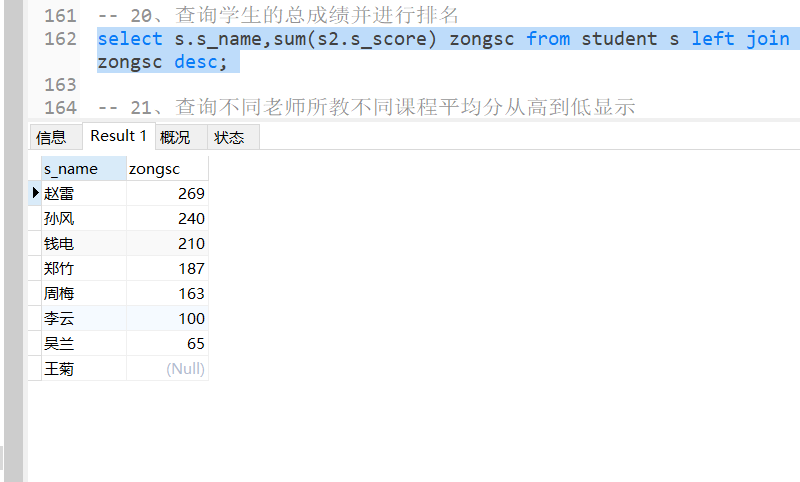 161 -- 20、查询学生的总成绩并进行排名
162 select s.s_name,sum(s2.s_score) zongsc from student s left join
zongsc desc;
163
164 -- 21、查询不同老师所教不同课程平均分从高到低显示
信息 Result 1 概况 状态
s_name zongsc
赵雷 269
孙风 240
钱电 210
郑竹 187
周梅 163
李云 100
吴兰 65
王菊 (Null)